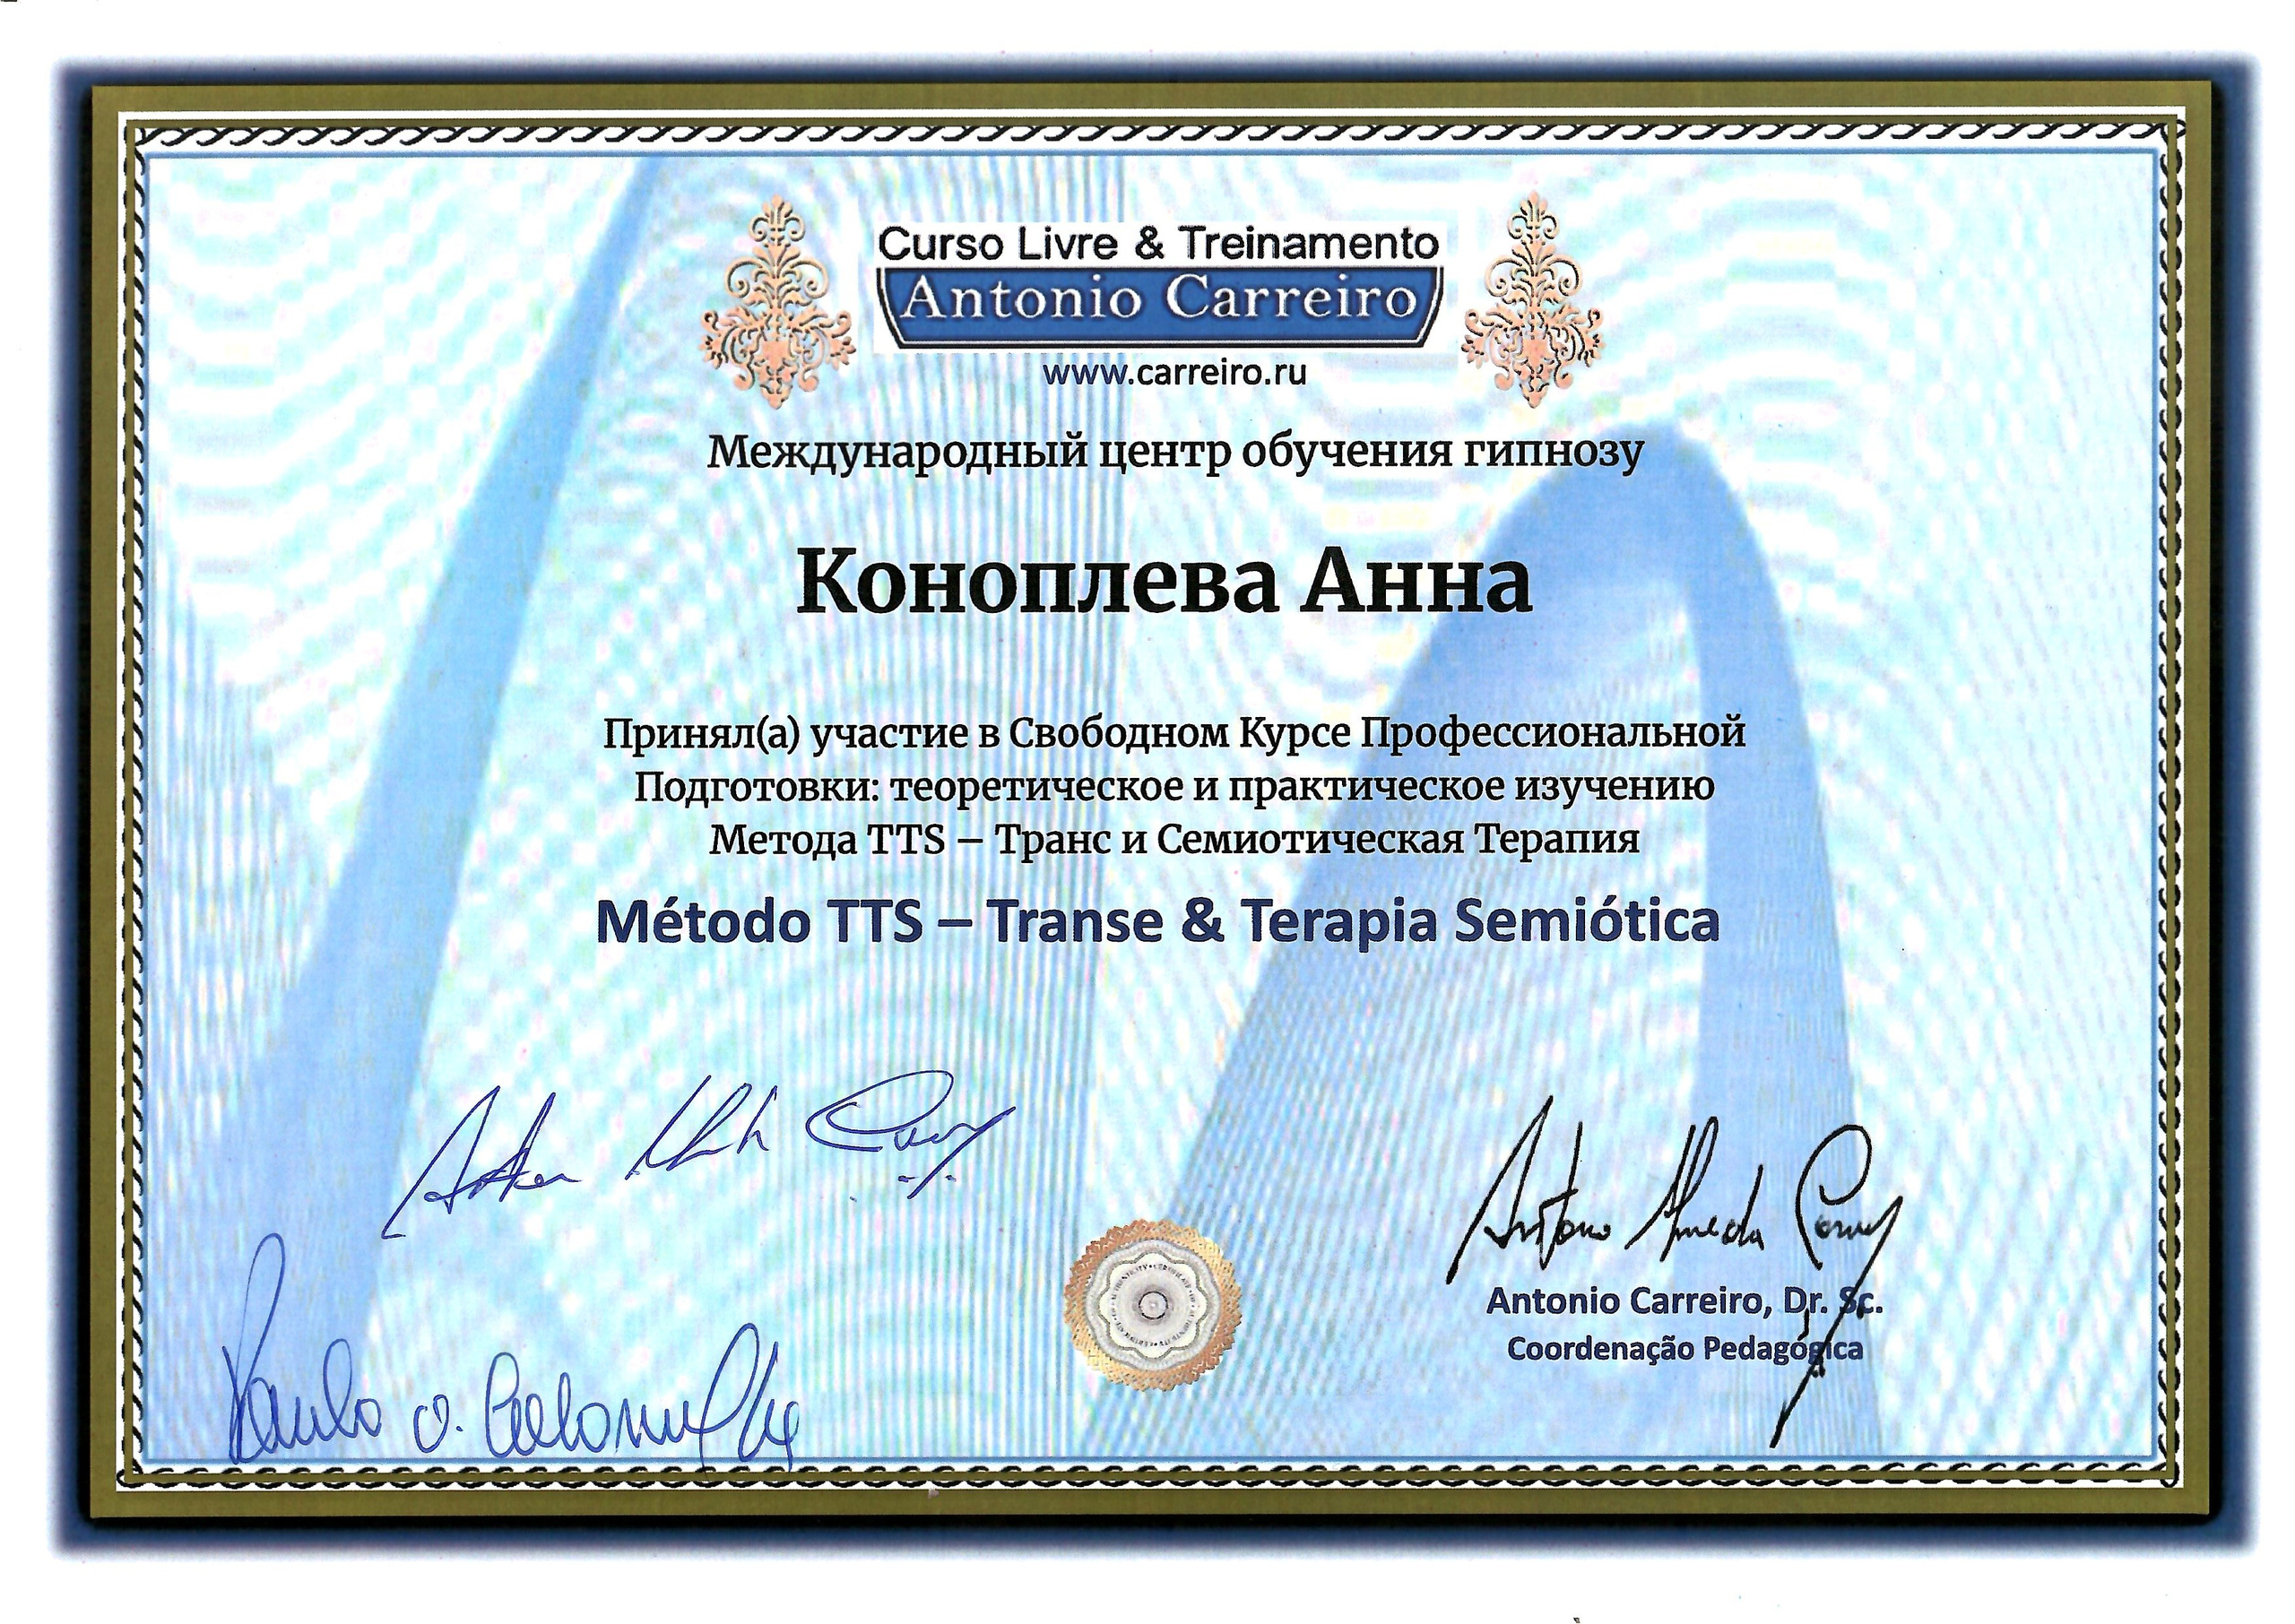 Curso Livre & Treinamento
Antonio Carreiro
www.carreiro.ru
Международный центр обучения гипнозу
Коноплева Анна
Принял(а) участие в Свободном Курсе Профессиональной
Подготовки: теоретическое и практическое изучению
Метода TTS – Транс и Семиотическая Терапия
Método TTS – Transe & Terapia Semiótica
Antonio Carreiro, Dr. Sc.
Coordenação Pedagógica